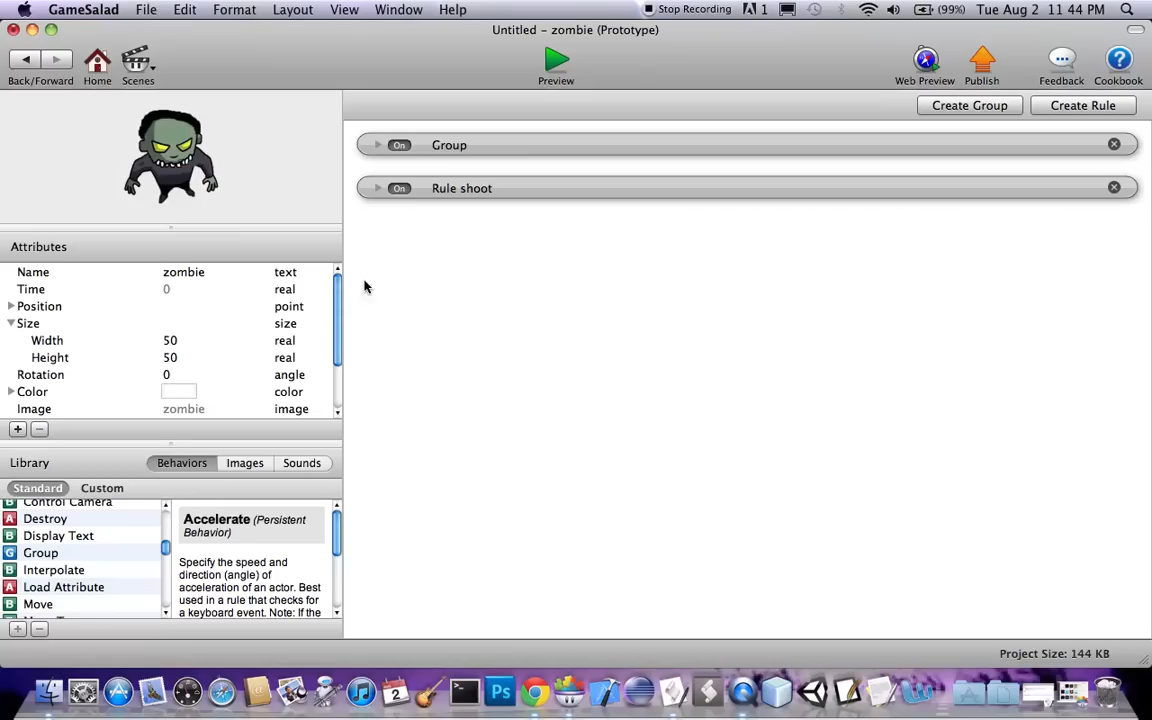 GameSalad File Edit Format Layout View Window Help Stop Recording 1 (99%) Tue Aug 2 11:44 PM
Untitled – zombie (Prototype)
Back/Forward Home Scenes Preview Web Preview Publish Feedback Cookbook
Create Group Create Rule
On Group
On Rule shoot
Attributes
Name zombie text
Time 0 real
Position point
Size size
Width 50 real
Height 50 real
Rotation 0 angle
Color color
Image zombie image
Library Behaviors Images Sounds
Standard Custom
Control Camera
Destroy
Display Text
Group
Interpolate
Load Attribute
Move
Accelerate (Persistent
Behavior)
Specify the speed and
direction (angle) of
acceleration of an actor. Best
used in a rule that checks for
a keyboard event. Note: If the
Project Size: 144 KB
2
Ps